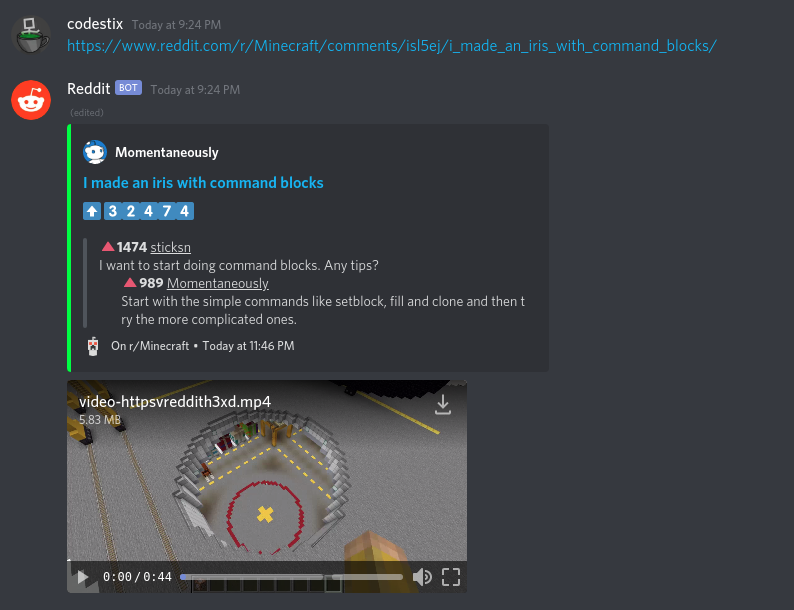 codestix Today at 9:24 PM
https://www.reddit.com/r/Minecraft/comments/isl5ej/i_made_an_iris_with_command_blocks/
Reddit BOT Today at 9:24 PM
(edited)
Momentaneously
I made an iris with command blocks
32474
1474 sticksn
I want to start doing command blocks. Any tips?
989 Momentaneously
Start with the simple commands like setblock, fill and clone and then t
ry the more complicated ones.
On r/Minecraft • Today at 11:46 PM
video-httpsvreddith3xd.mp4
5.83 MB
0:00/0:44